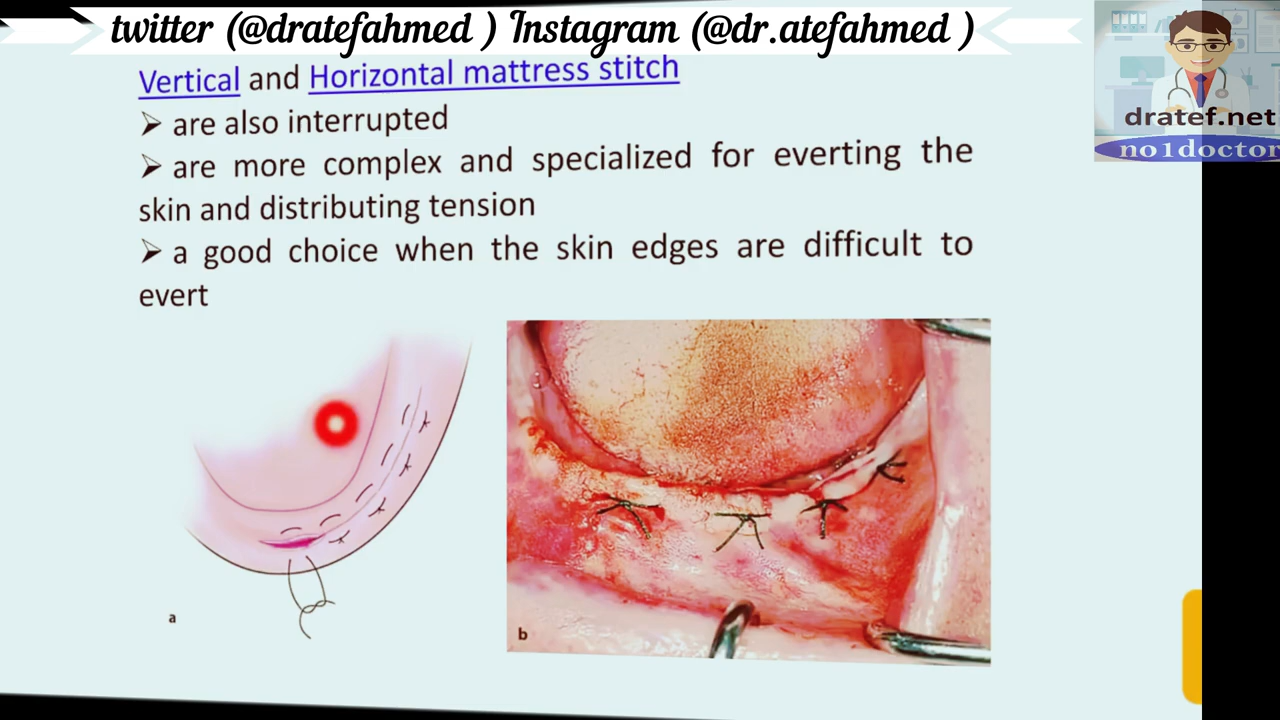 twitter (@dratefahmed ) Instagram (@dr.atefahmed )
Vertical and Horizontal mattress stitch
➢ are also interrupted
➢ are more complex and specialized for everting the
skin and distributing tension
➢ a good choice when the skin edges are difficult to
evert
dratef.net
no1doctor
a
b